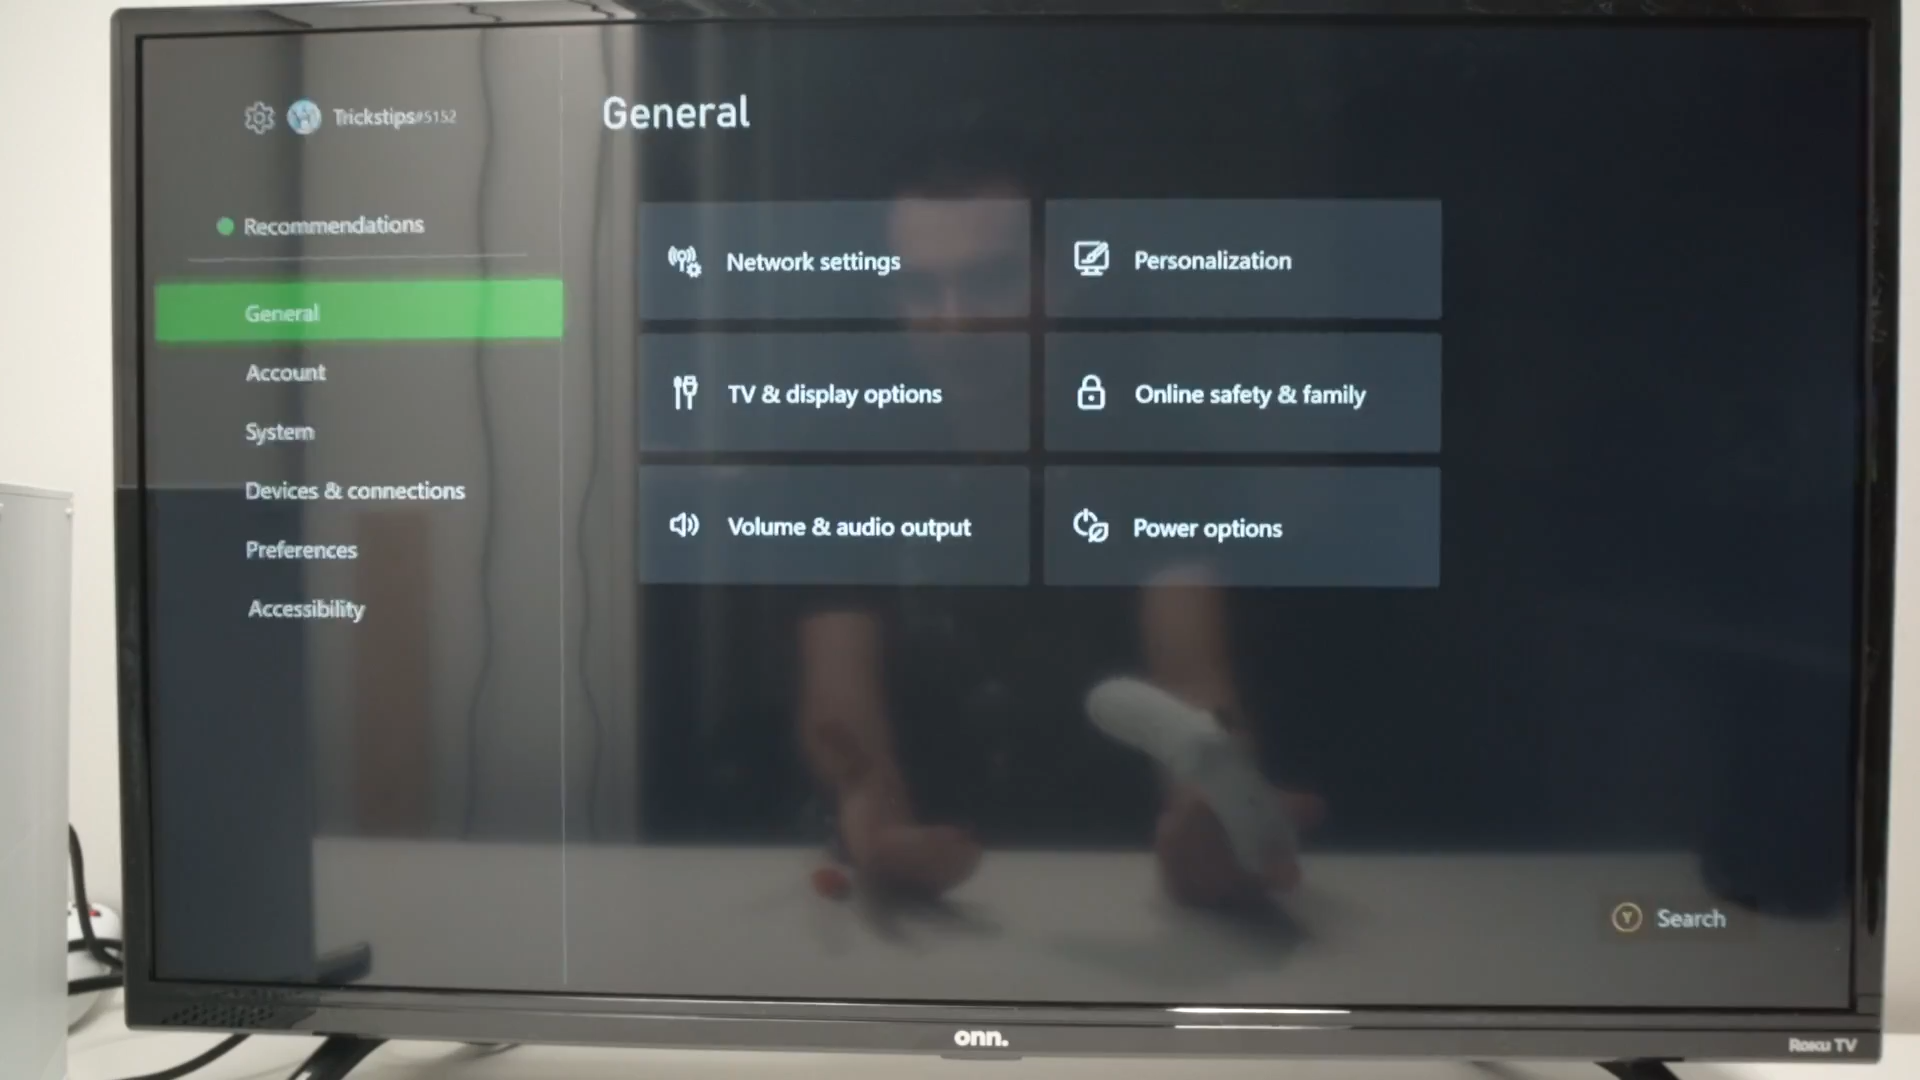 Trickstips#5152
General
Recommendations
General
Account
System
Devices & connections
Preferences
Accessibility
Network settings
Personalization
TV & display options
Online safety & family
Volume & audio output
Power options
Y Search
onn.
Roku TV